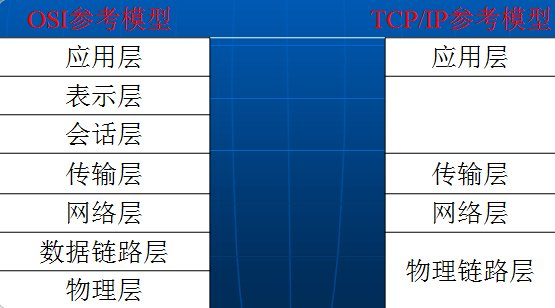 OSI参考模型 TCP/IP参考模型
应用层 应用层
表示层
会话层
传输层 传输层
网络层 网络层
数据链路层
物理链路层
物理层